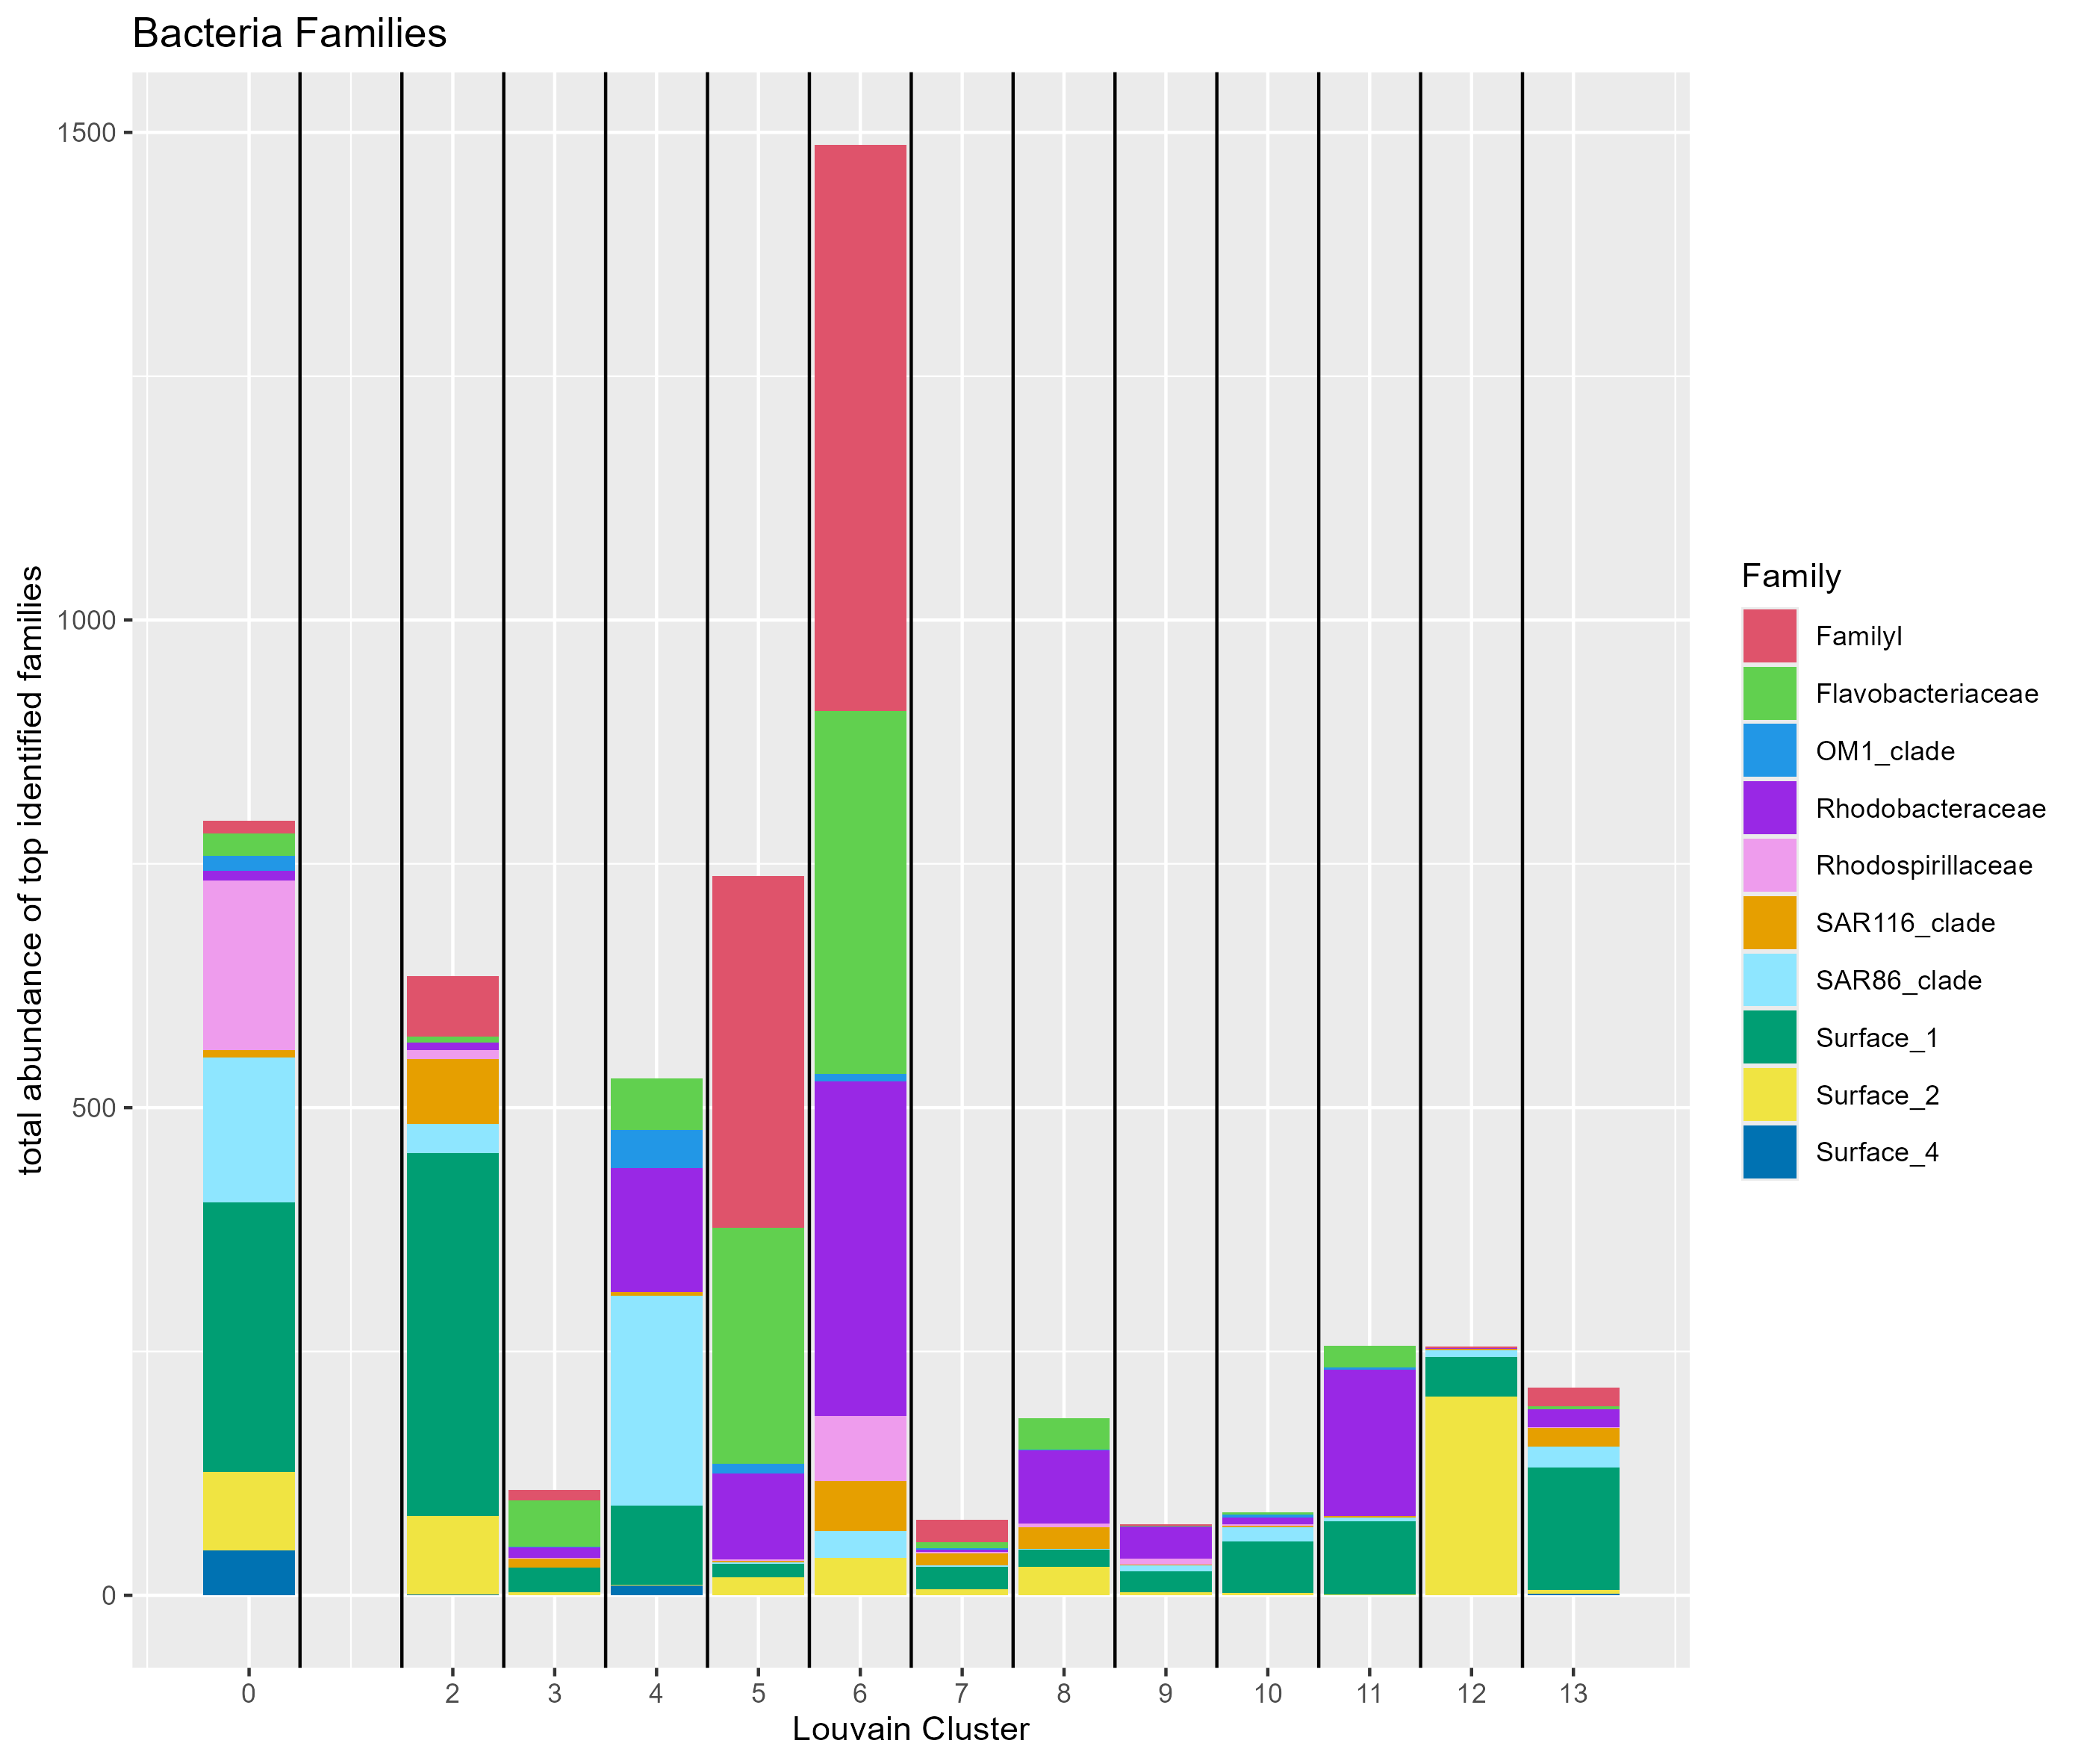 Bacteria Families
total abundance of top identified families
1500
1000
500
0
0 2 3 4 5 6 7 8 9 10 11 12 13
Louvain Cluster
Family
FamilyI
Flavobacteriaceae
OM1_clade
Rhodobacteraceae
Rhodospirillaceae
SAR116_clade
SAR86_clade
Surface_1
Surface_2
Surface_4